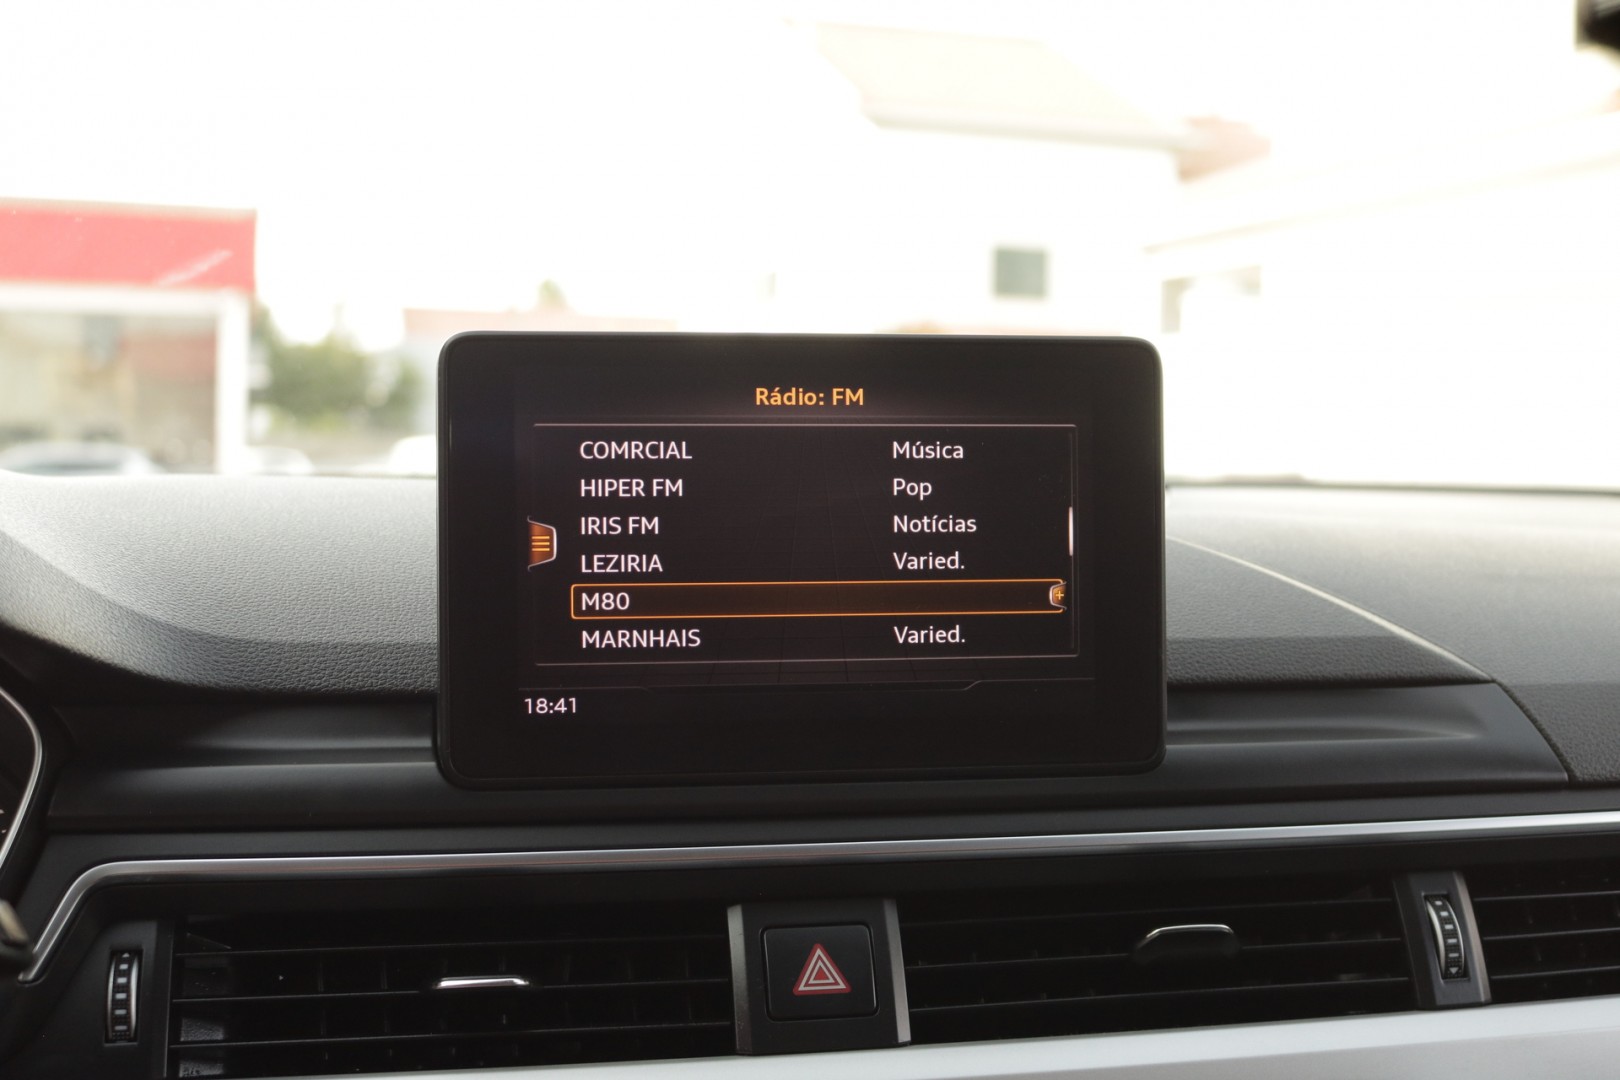 Rádio: FM
COMRCIAL Música
HIPER FM Pop
IRIS FM Notícias
LEZIRIA Varied.
M80
MARNHAIS Varied.
18:41